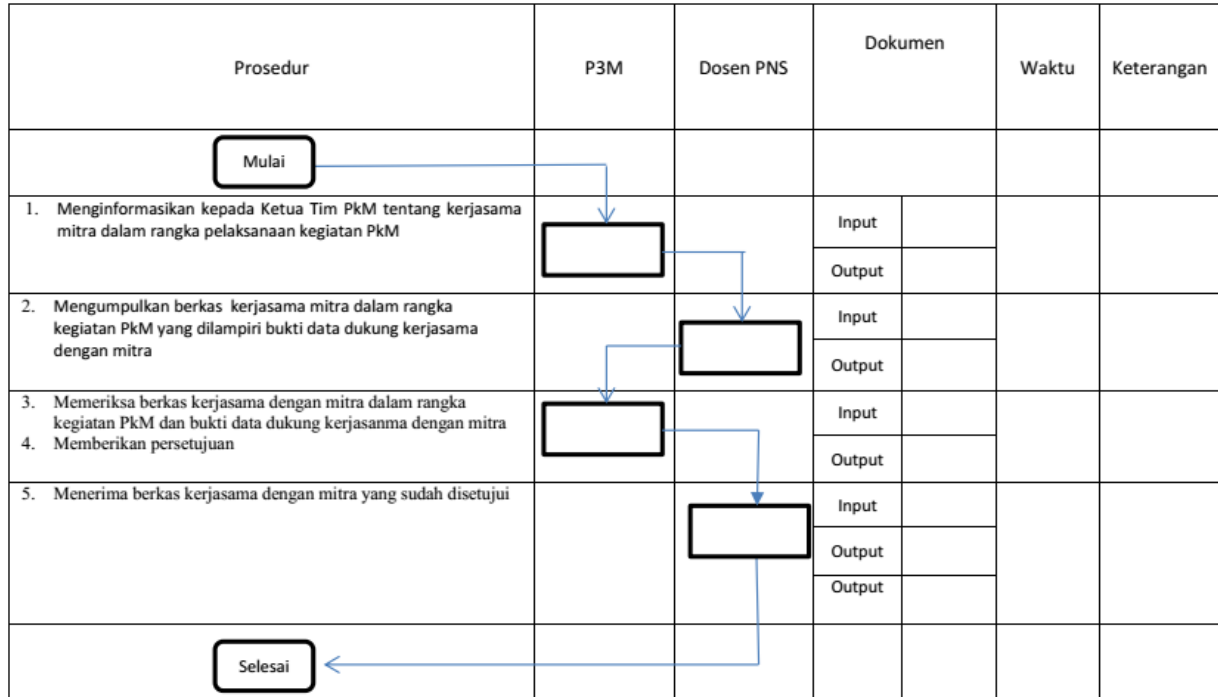 Prosedur
P3M
Dosen PNS
Dokumen
Waktu
Keterangan
Mulai
1. Menginformasikan kepada Ketua Tim PkM tentang kerjasama
mitra dalam rangka pelaksanaan kegiatan PkM
Input
Output
2. Mengumpulkan berkas kerjasama mitra dalam rangka
kegiatan PkM yang dilampiri bukti data dukung kerjasama
dengan mitra
Input
Output
3. Memeriksa berkas kerjasama dengan mitra dalam rangka
kegiatan PkM dan bukti data dukung kerjasanma dengan mitra
4. Memberikan persetujuan
Input
Output
5. Menerima berkas kerjasama dengan mitra yang sudah disetujui
Input
Output
Output
Selesai